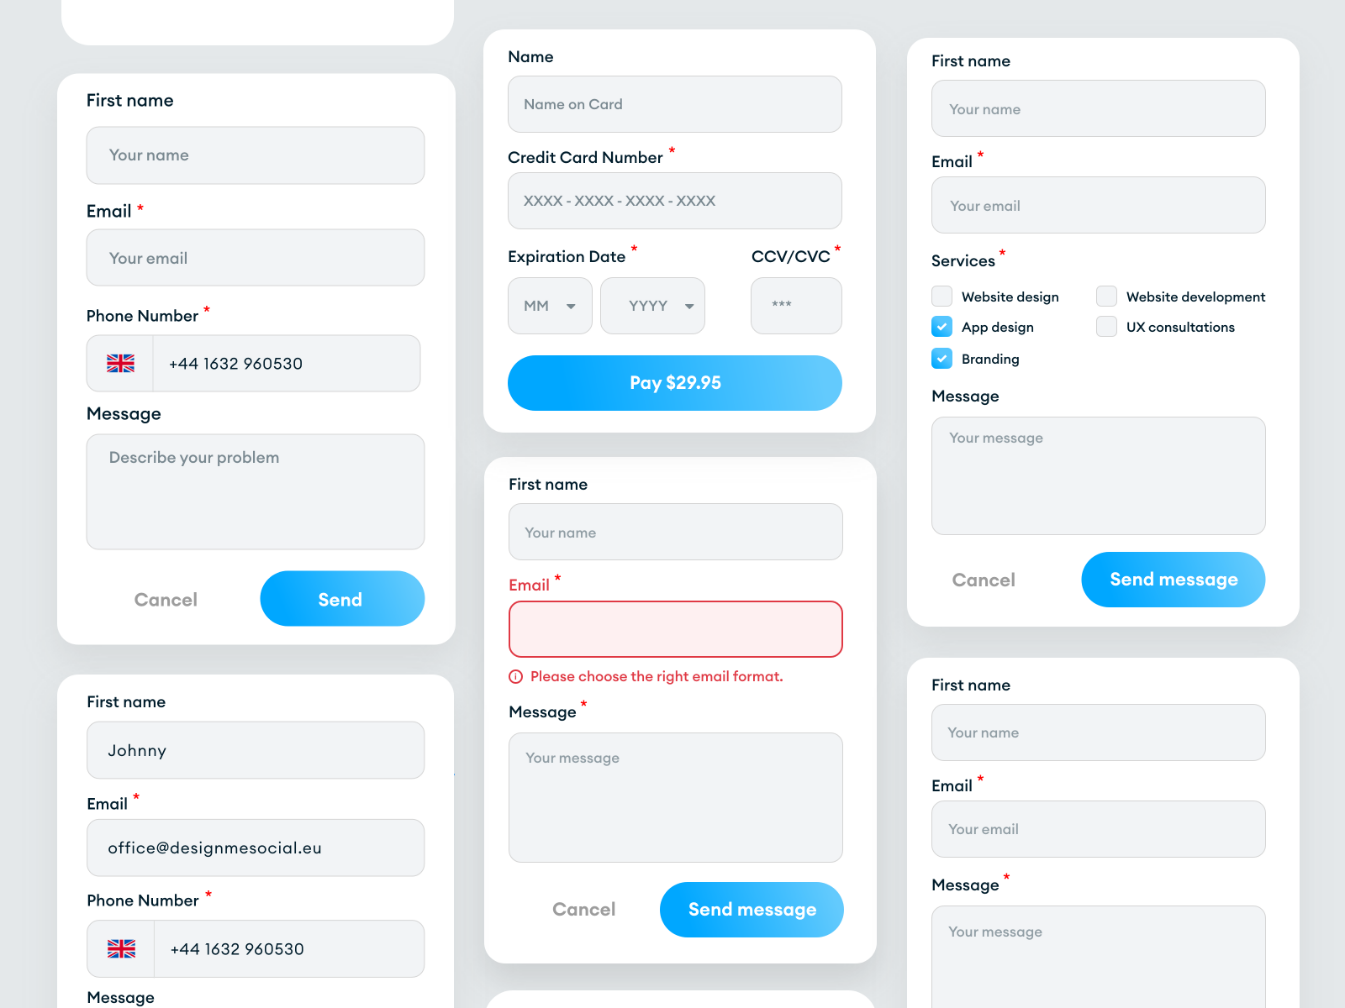 First name
Your name
Email *
Your email
Phone Number *
+44 1632 960530
Message
Describe your problem
Cancel
Send
First name
Johnny
Email *
office@designmesocial.eu
Phone Number *
+44 1632 960530
Message
Name
Name on Card
Credit Card Number *
XXXX - XXXX - XXXX - XXXX
Expiration Date * CCV/CVC *
MM YYYY ***
Pay $29.95
First name
Your name
Email *
Please choose the right email format.
Message *
Your message
Cancel
Send message
First name
Your name
Email *
Your email
Services *
Website design Website development
App design UX consultations
Branding
Message
Your message
Cancel
Send message
First name
Your name
Email *
Your email
Message *
Your message